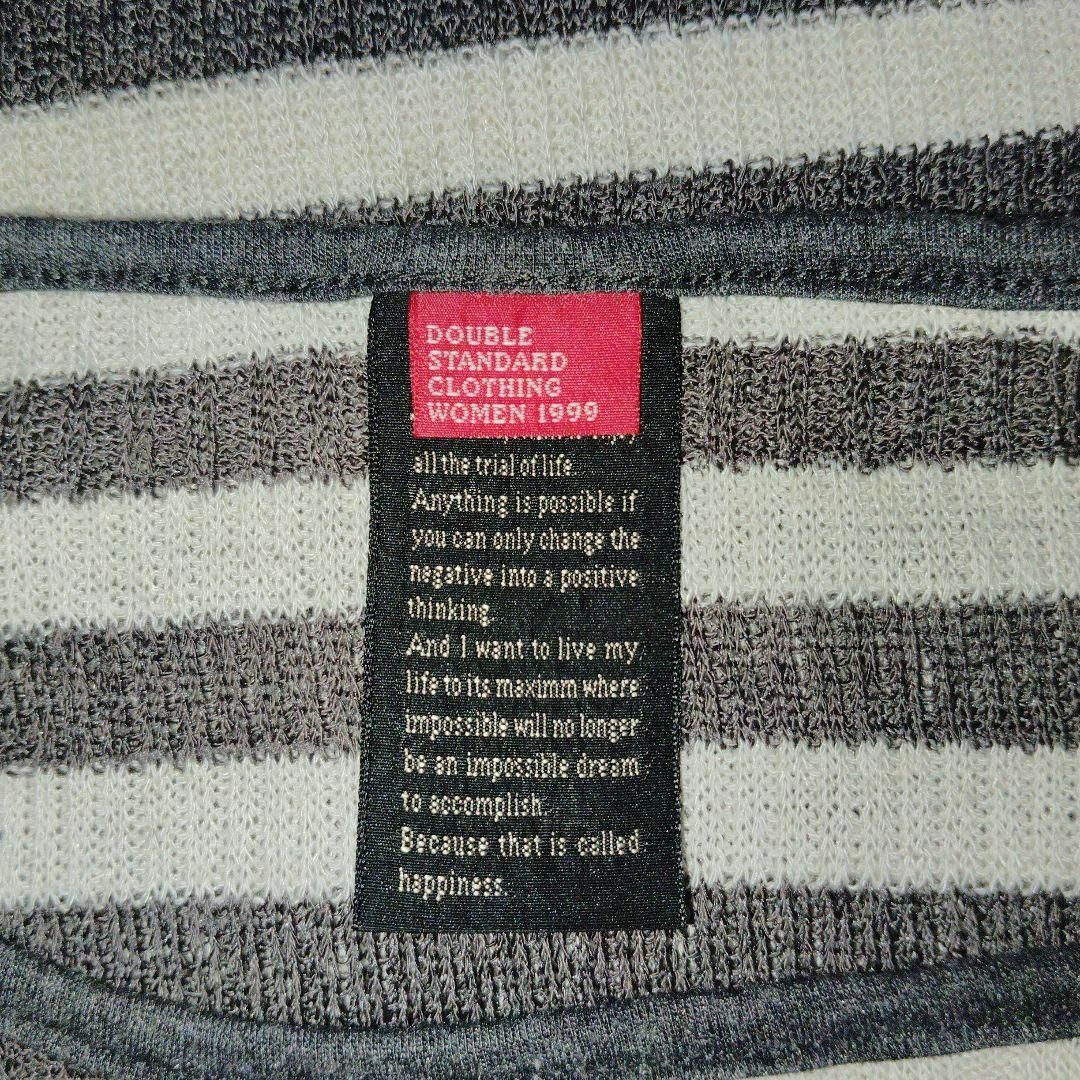 DOUBLE
STANDARD
CLOTHING
WOMEN 1999
all the trial of life.
Anything is possible if
you can only change the
negative into a positive
thinking.
And I want to live my
life to its maximm where
impossible will no longer
be an impossible dream
to accomplish.
Because that is called
happiness.